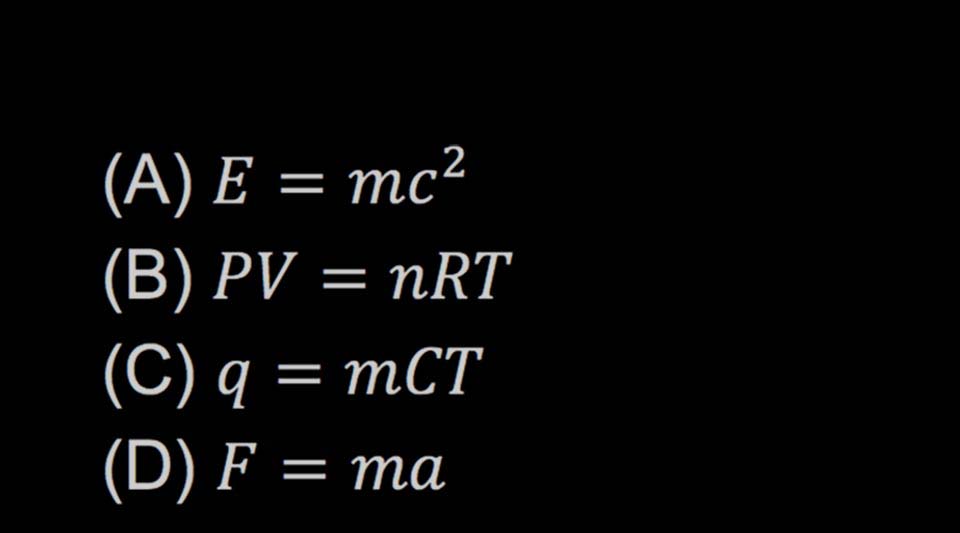 (A) E = mc²
(B) PV = nRT
(C) q = mCT
(D) F = ma